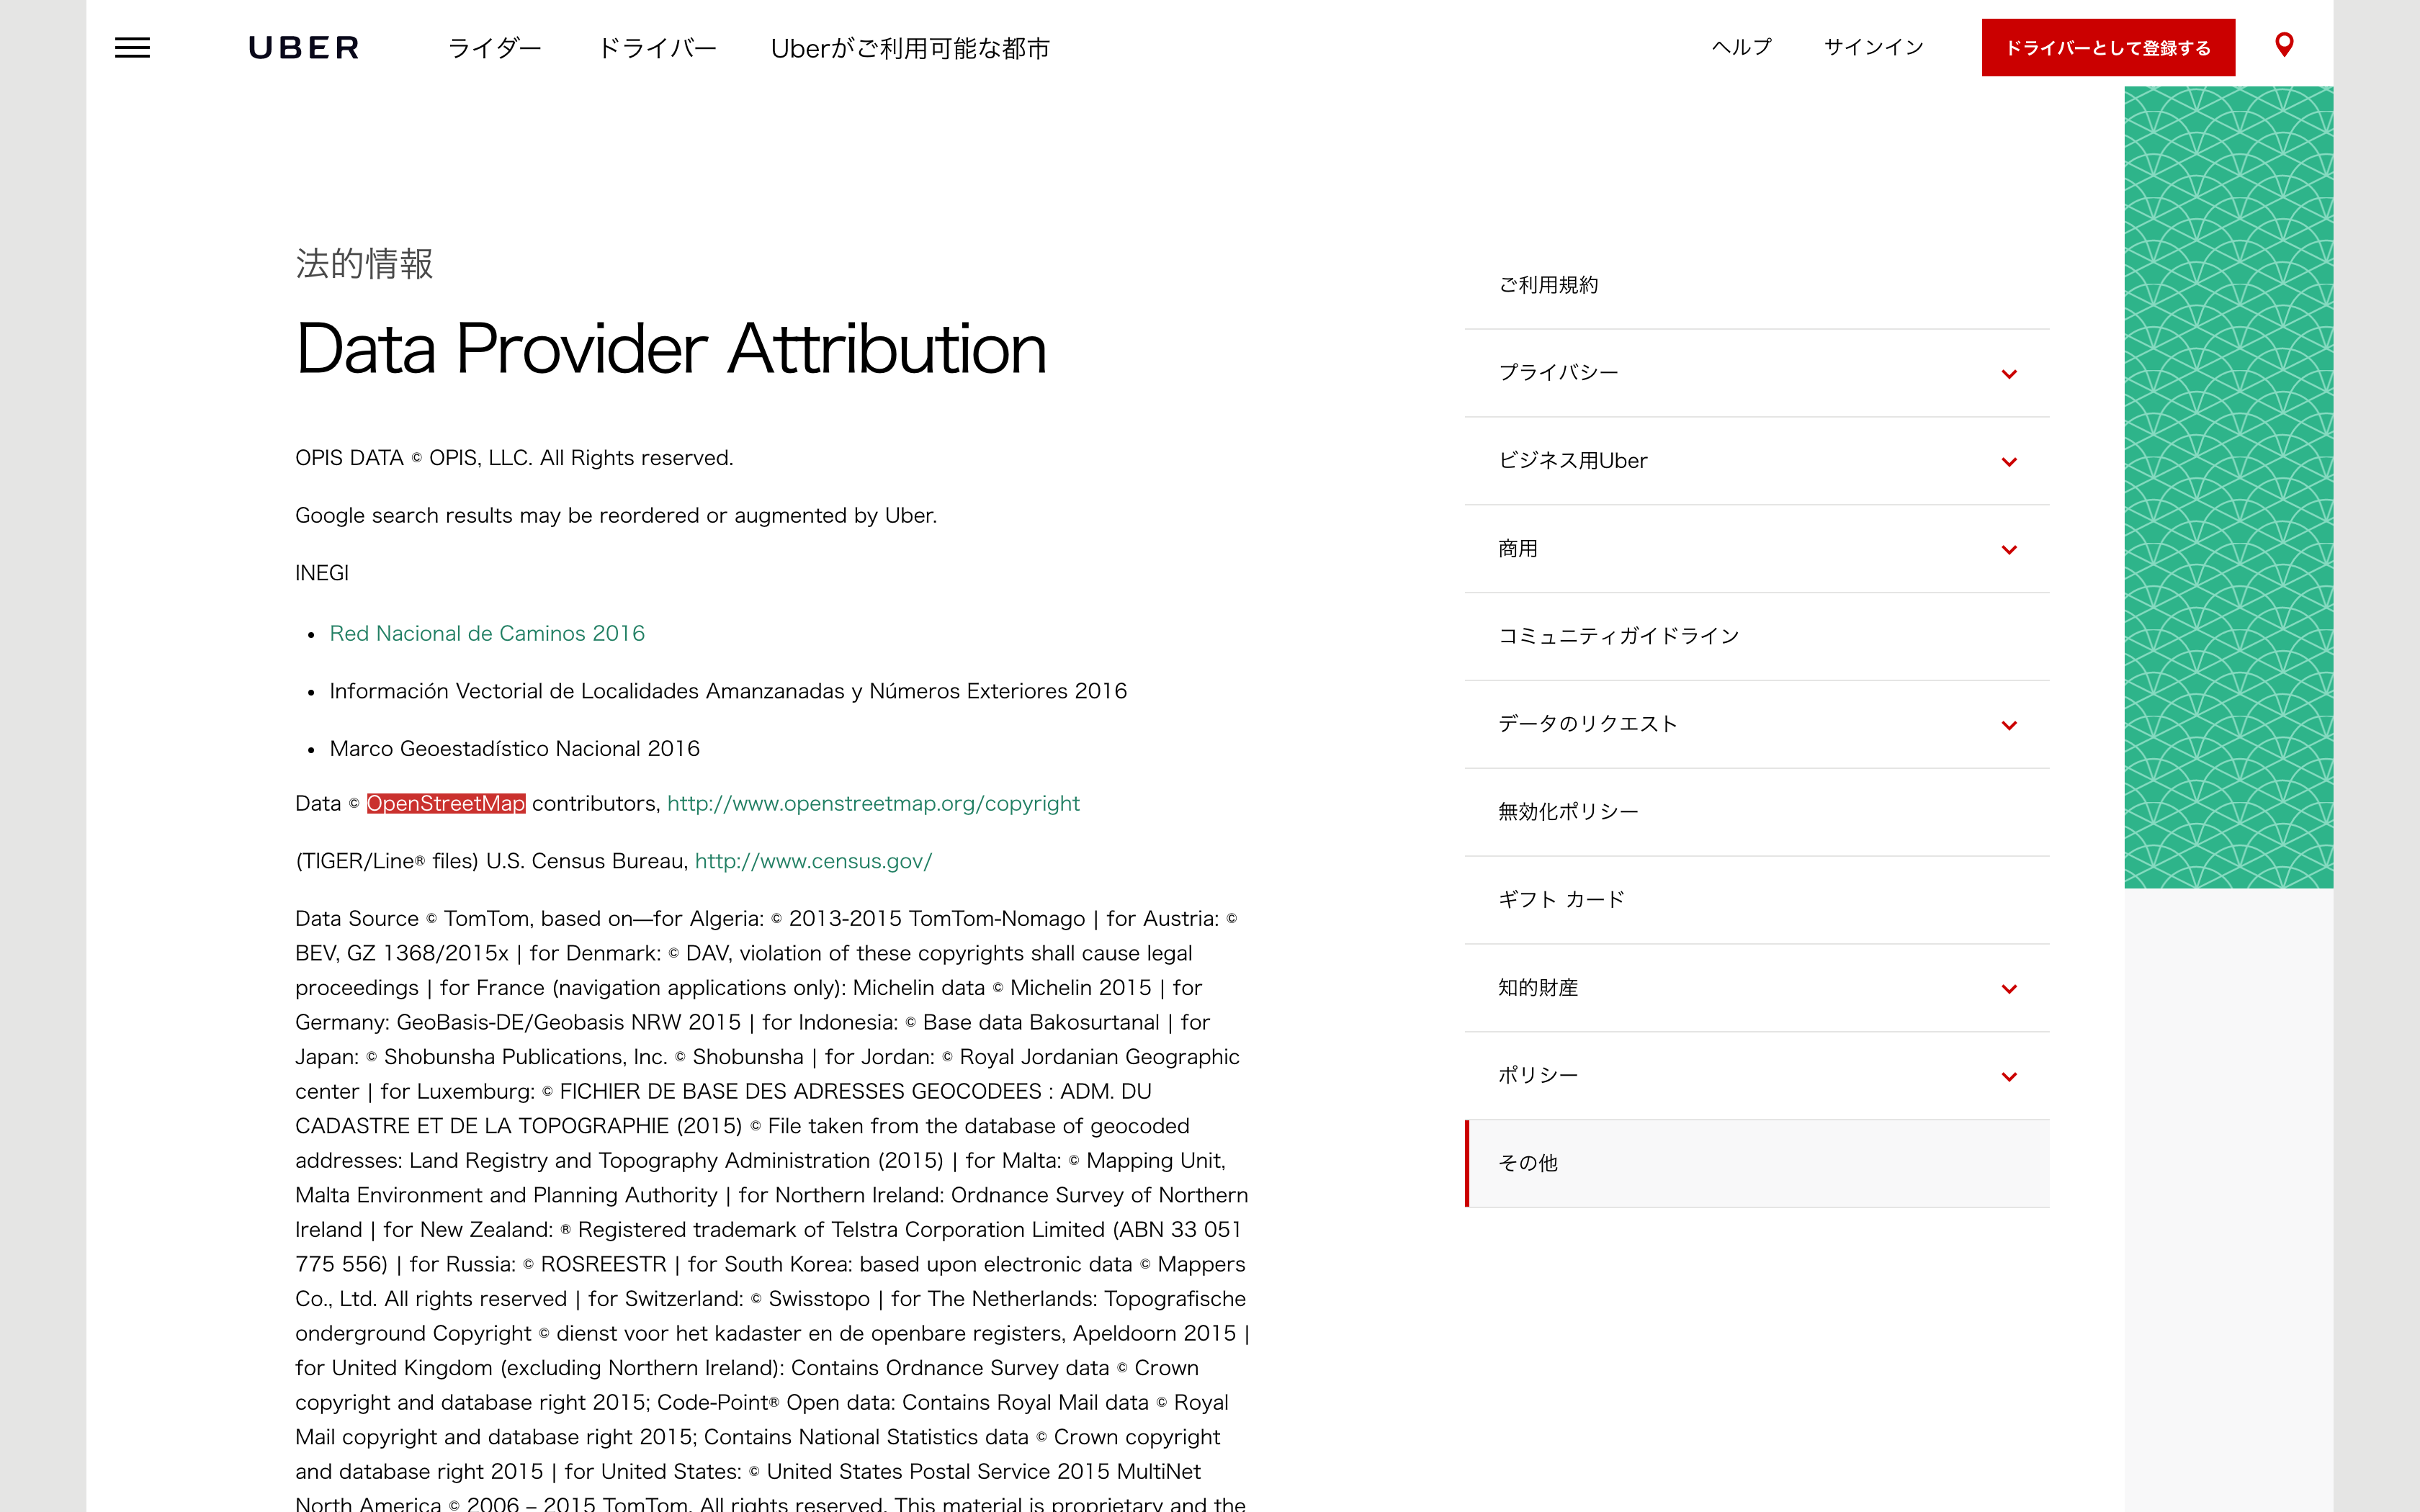 UBER
ライダー
ドライバー
Uberがご利用可能な都市
ヘルプ
サインイン
ドライバーとして登録する
法的情報
Data Provider Attribution
OPIS DATA © OPIS, LLC. All Rights reserved.
Google search results may be reordered or augmented by Uber.
INEGI
• Red Nacional de Caminos 2016
• Información Vectorial de Localidades Amanzanadas y Números Exteriores 2016
• Marco Geoestadístico Nacional 2016
Data © OpenStreetMap contributors, http://www.openstreetmap.org/copyright
(TIGER/Line® files) U.S. Census Bureau, http://www.census.gov/
Data Source © TomTom, based on—for Algeria: © 2013-2015 TomTom-Nomago | for Austria: ©
BEV, GZ 1368/2015x | for Denmark: © DAV, violation of these copyrights shall cause legal
proceedings | for France (navigation applications only): Michelin data © Michelin 2015 | for
Germany: GeoBasis-DE/Geobasis NRW 2015 | for Indonesia: © Base data Bakosurtanal | for
Japan: © Shobunsha Publications, Inc. © Shobunsha | for Jordan: © Royal Jordanian Geographic
center | for Luxemburg: © FICHIER DE BASE DES ADRESSES GEOCODEES : ADM. DU
CADASTRE ET DE LA TOPOGRAPHIE (2015) © File taken from the database of geocoded
addresses: Land Registry and Topography Administration (2015) | for Malta: © Mapping Unit,
Malta Environment and Planning Authority | for Northern Ireland: Ordnance Survey of Northern
Ireland | for New Zealand: ® Registered trademark of Telstra Corporation Limited (ABN 33 051
775 556) | for Russia: © ROSREESTR | for South Korea: based upon electronic data © Mappers
Co., Ltd. All rights reserved | for Switzerland: © Swisstopo | for The Netherlands: Topografische
onderground Copyright © dienst voor het kadaster en de openbare registers, Apeldoorn 2015 |
for United Kingdom (excluding Northern Ireland): Contains Ordnance Survey data © Crown
copyright and database right 2015; Code-Point® Open data: Contains Royal Mail data © Royal
Mail copyright and database right 2015; Contains National Statistics data © Crown copyright
and database right 2015 | for United States: © United States Postal Service 2015 MultiNet
North America © 2006 – 2015 TomTom. All rights reserved. This material is proprietary and the
ご利用規約
プライバシー
ビジネス用Uber
商用
コミュニティガイドライン
データのリクエスト
無効化ポリシー
ギフト カード
知的財産
ポリシー
その他